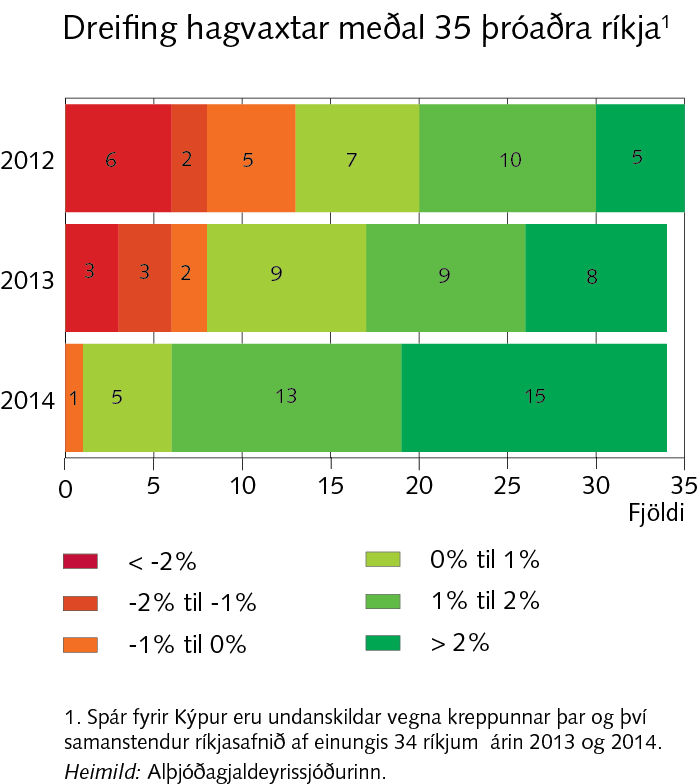 Dreifing hagvaxtar meðal 35 þróaðra ríkja¹
2012 6 2 5 7 10 5
2013 3 3 2 9 9 8
2014 1 5 13 15
0 5 10 15 20 25 30 35
Fjöldi
< -2%
-2% til -1%
-1% til 0%
0% til 1%
1% til 2%
> 2%
1. Spár fyrir Kýpur eru undanskildar vegna kreppunnar þar og því
samanstendur ríkjasafnið af einungis 34 ríkjum árin 2013 og 2014.
Heimild: Alþjóðagjaldeyrissjóðurinn.